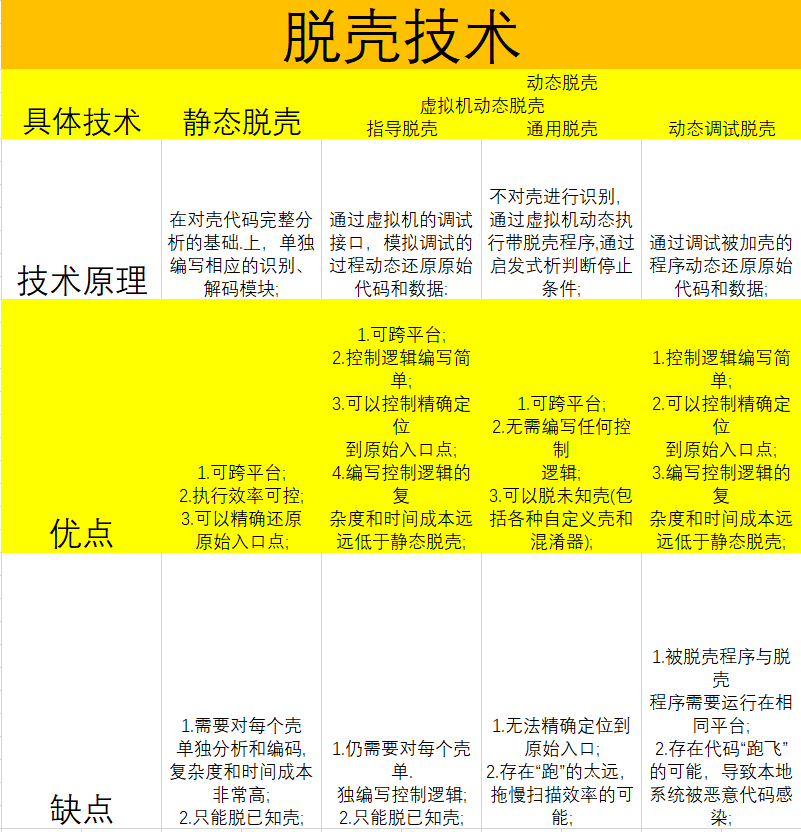 脱壳技术
具体技术
静态脱壳
动态脱壳
虚拟机动态脱壳
指导脱壳
通用脱壳
动态调试脱壳
技术原理
在对壳代码完整分
析的基础.上，单独
编写相应的识别、
解码模块;
通过虚拟机的调试
接口，模拟调试的
过程动态还原原始
代码和数据:
不对壳进行识别，
通过虚拟机动态执
行带脱壳程序,通过
启发式析判断停止
条件;
通过调试被加壳的
程序动态还原原始
代码和数据;
优点
1.可跨平台;
2.执行效率可控;
3.可以精确还原
原始入口点;
1.可跨平台;
2.控制逻辑编写简
单;
3.可以控制精确定
位
到原始入口点;
4.编写控制逻辑的
复
杂度和时间成本远
远低于静态脱壳;
1.可跨平台;
2.无需编写任何控
制
逻辑;
3.可以脱未知壳(包
括各种自定义壳和
混淆器);
1.控制逻辑编写简
单;
2.可以控制精确定
位
到原始入口点;
3.编写控制逻辑的
复
杂度和时间成本远
远低于静态脱壳;
缺点
1.需要对每个壳
单独分析和编码,
复杂度和时间成本
非常高;
2.只能脱已知壳;
1.仍需要对每个壳
单.
独编写控制逻辑;
2.只能脱已知壳;
1.无法精确定位到
原始入口;
2.存在“跑”的太远，
拖慢扫描效率的可
能;
1.被脱壳程序与脱
壳
程序需要运行在相
同平台;
2.存在代码“跑飞”
的可能，导致本地
系统被恶意代码感
染;